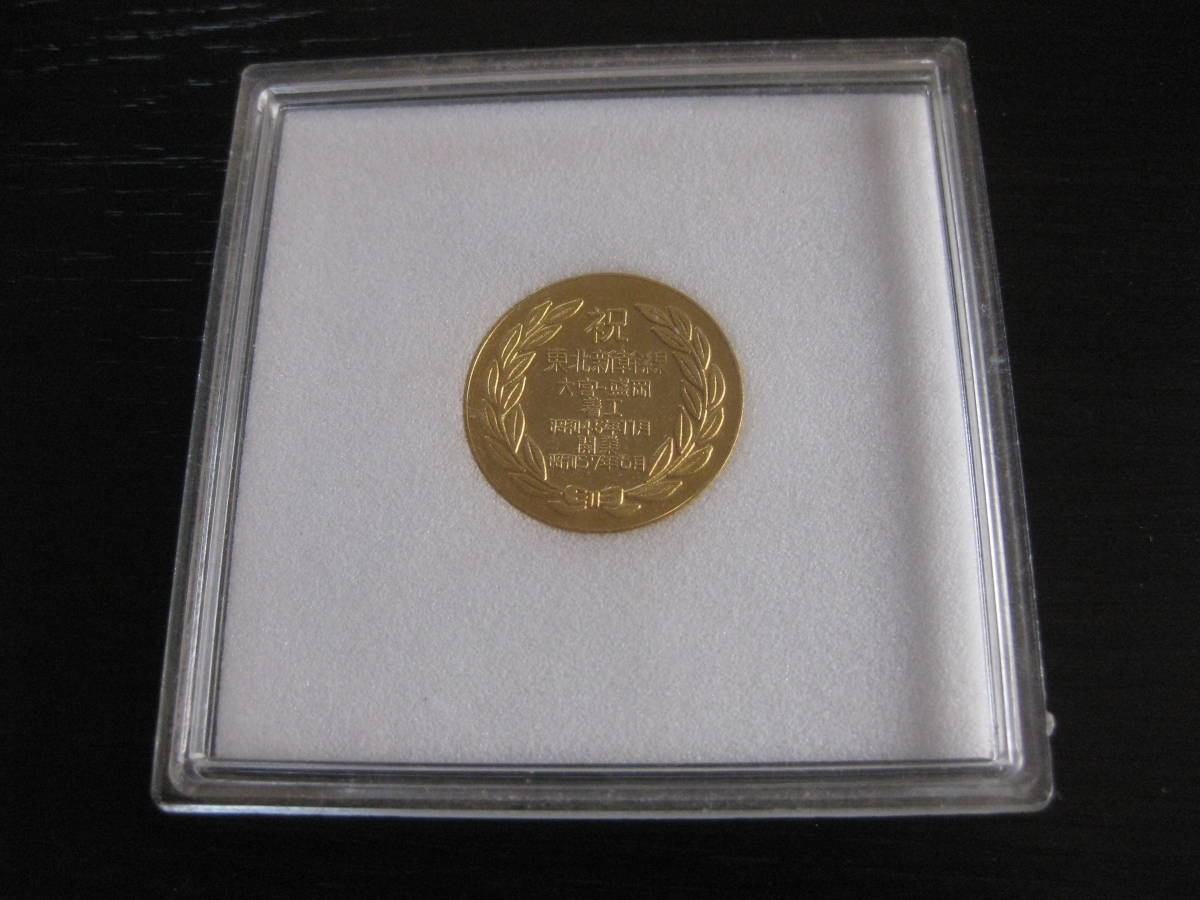 祝
東北新幹線
大宮・盛岡
着工
昭和46年11月
開業
昭和57年6月